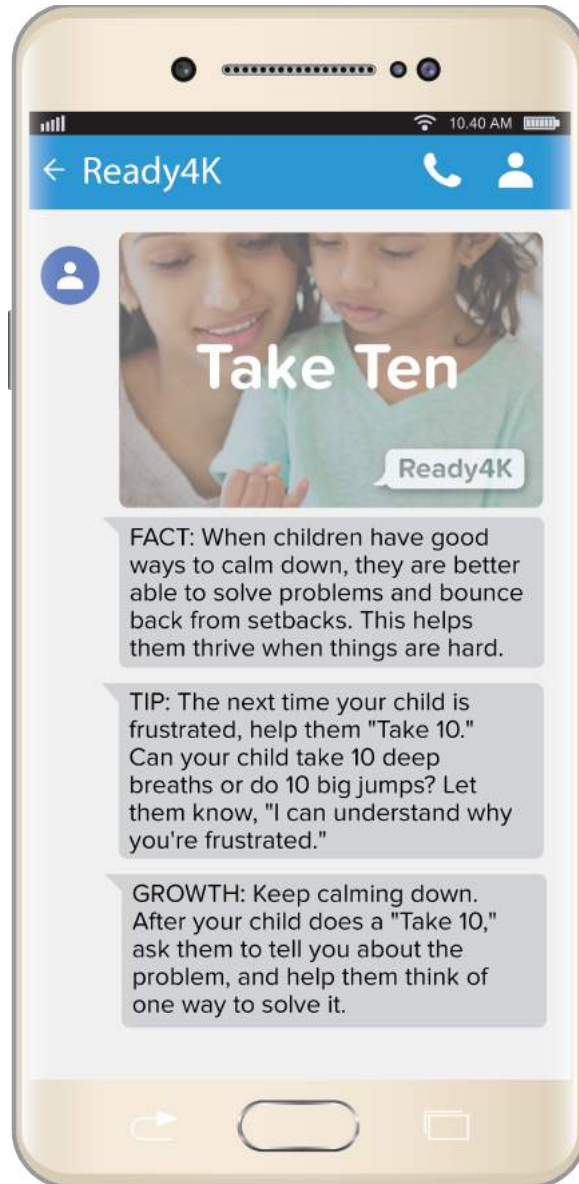 10.40 AM
Ready4K
Take Ten
Ready4K
FACT: When children have good
ways to calm down, they are better
able to solve problems and bounce
back from setbacks. This helps
them thrive when things are hard.
TIP: The next time your child is
frustrated, help them "Take 10."
Can your child take 10 deep
breaths or do 10 big jumps? Let
them know, "I can understand why
you're frustrated."
GROWTH: Keep calming down.
After your child does a "Take 10,"
ask them to tell you about the
problem, and help them think of
one way to solve it.